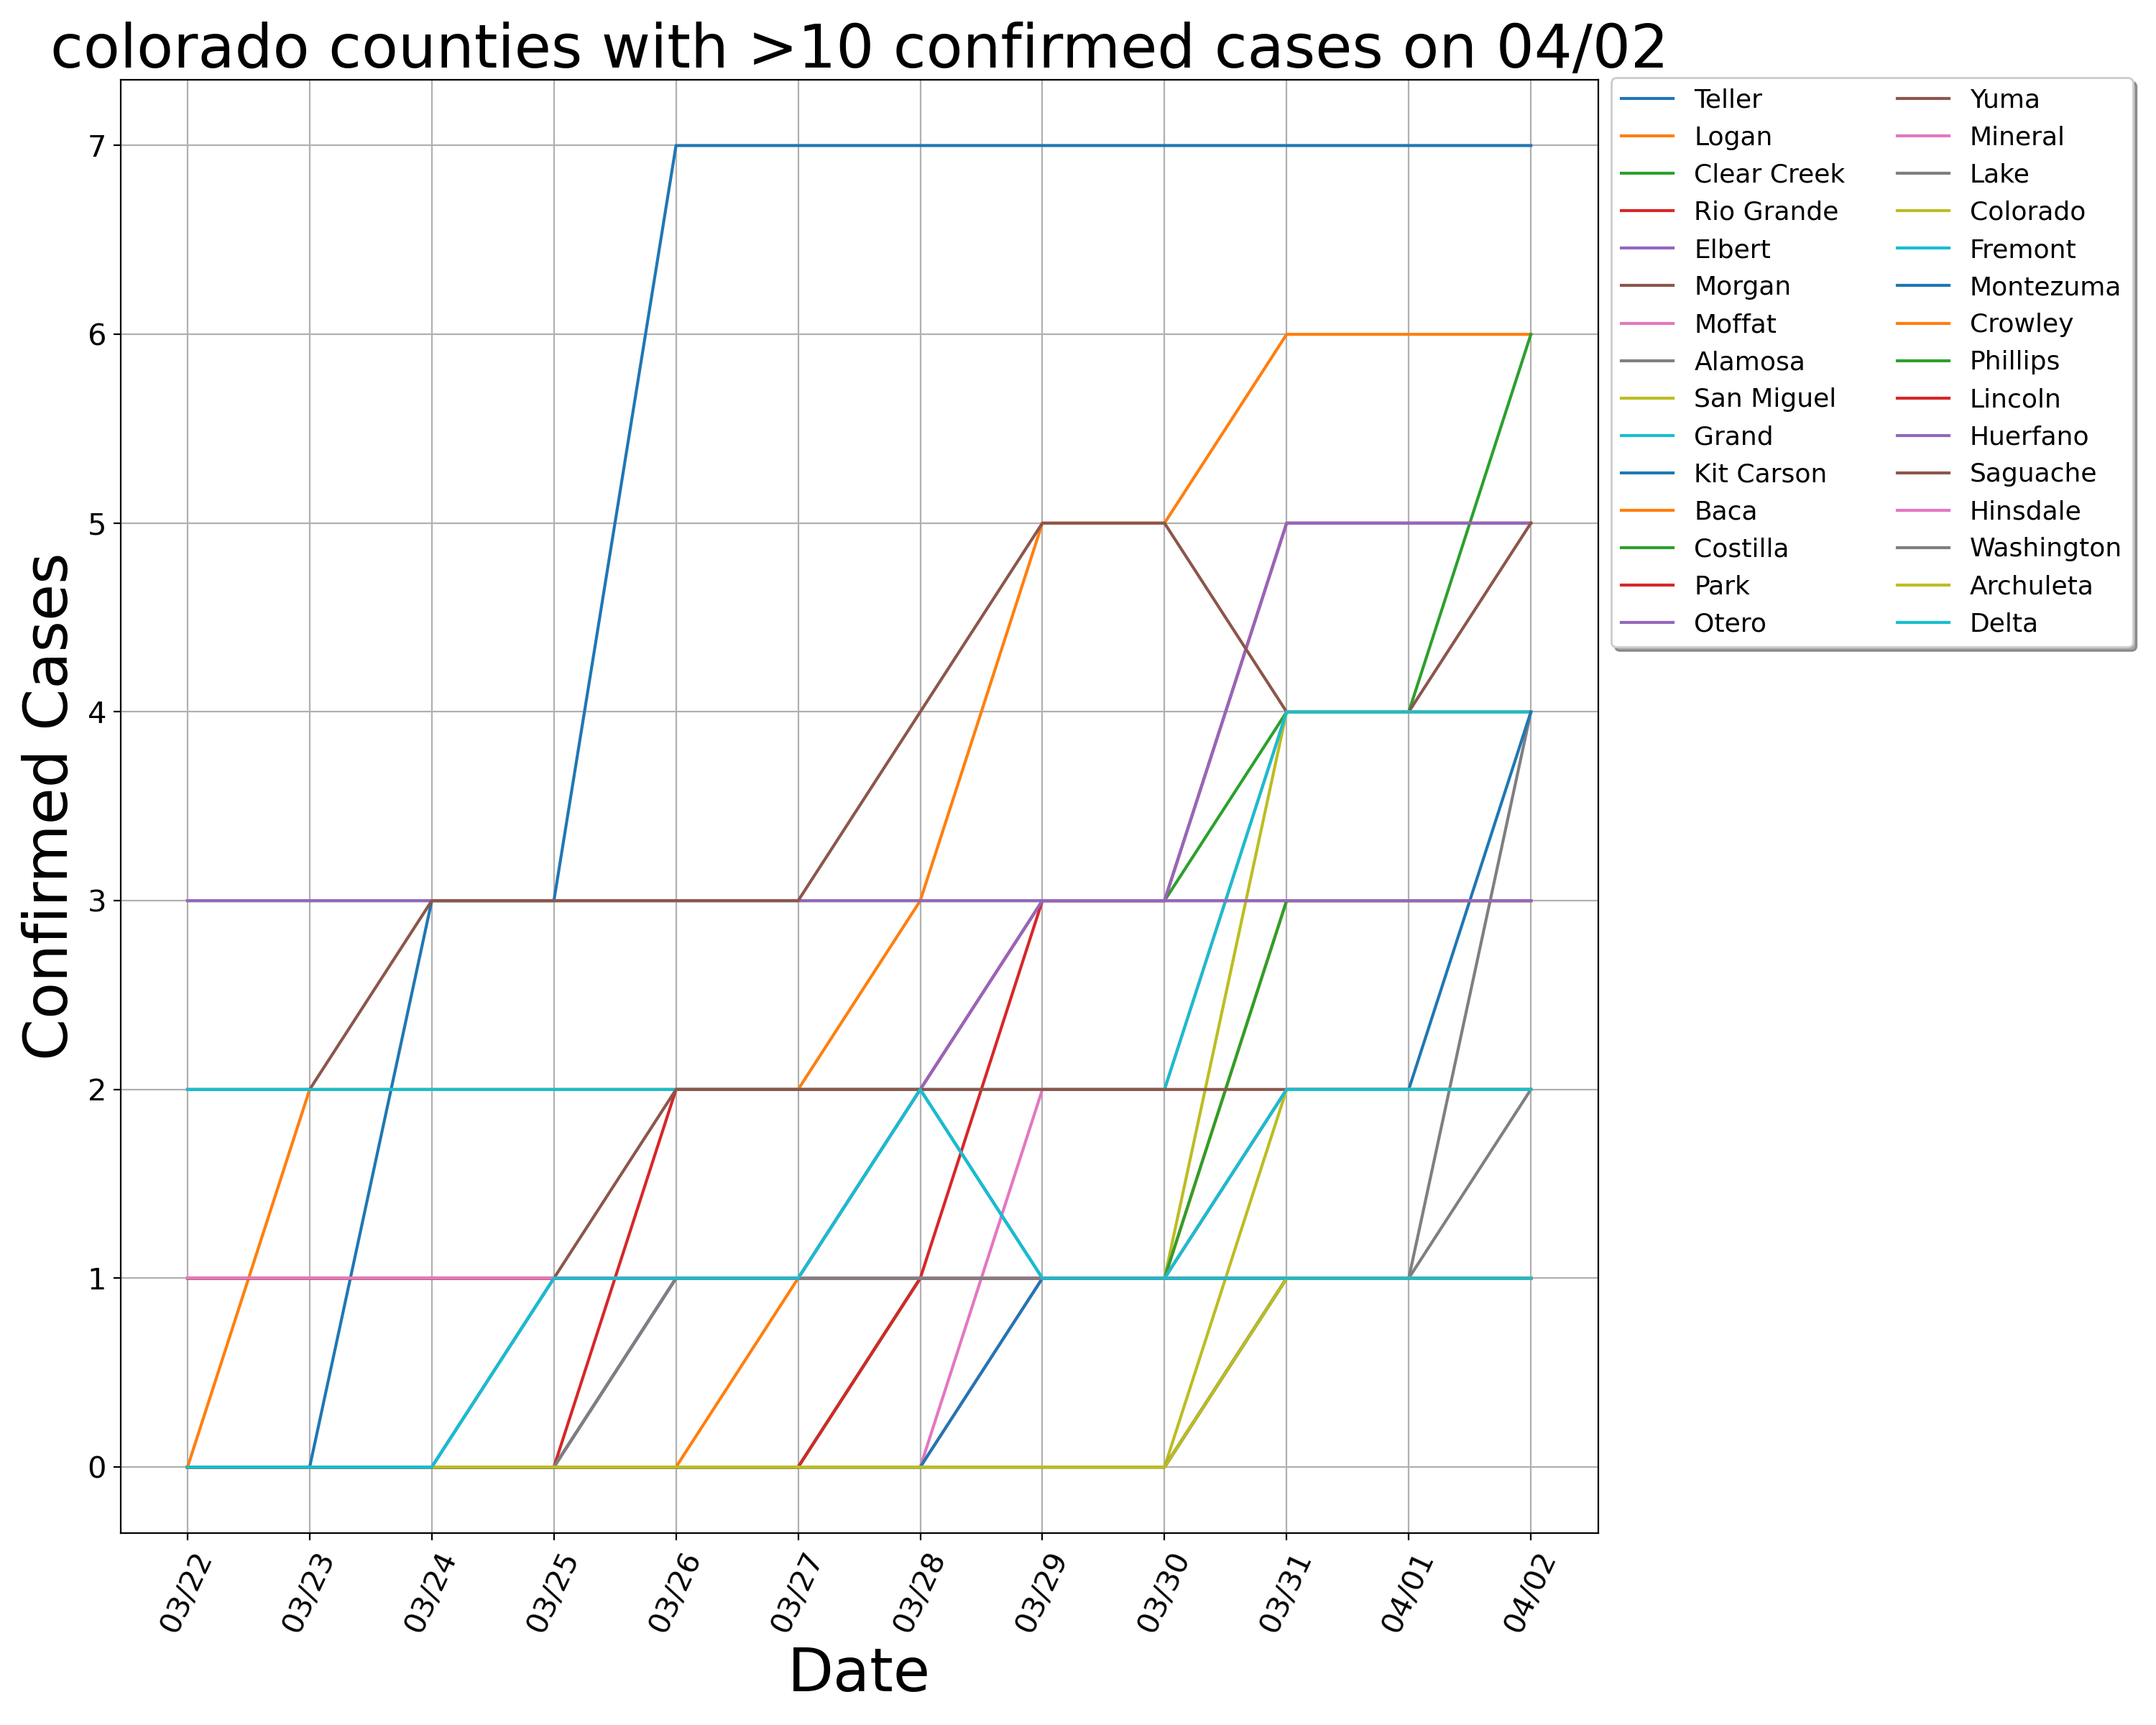 colorado counties with >10 confirmed cases on 04/02
Confirmed Cases
7
6
5
4
3
2
1
0
03/22
03/23
03/24
03/25
03/26
03/27
03/28
03/29
03/30
03/31
04/01
04/02
Date
Teller
Logan
Clear Creek
Rio Grande
Elbert
Morgan
Moffat
Alamosa
San Miguel
Grand
Kit Carson
Baca
Costilla
Park
Otero
Yuma
Mineral
Lake
Colorado
Fremont
Montezuma
Crowley
Phillips
Lincoln
Huerfano
Saguache
Hinsdale
Washington
Archuleta
Delta